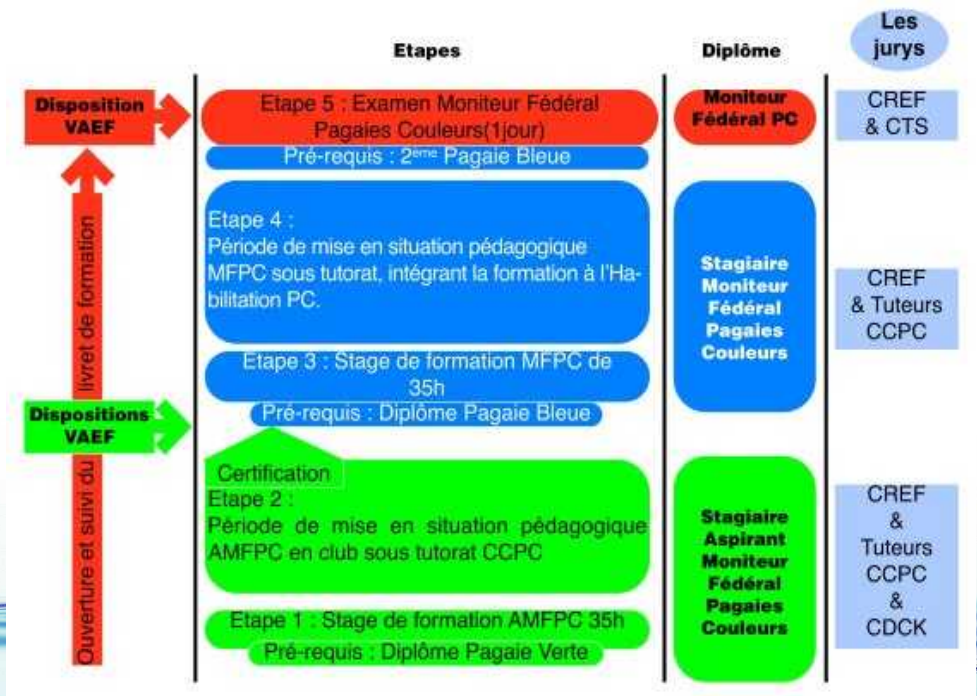 Etapes
Diplôme
Les
jurys
Disposition
VAEF
Etape 5 : Examen Moniteur Fédéral
Pagaies Couleurs(1jour)
Pré-requis : 2ème Pagaie Bleue
Moniteur
Fédéral PC
CREF
& CTS
Etape 4 :
Période de mise en situation pédagogique
MFPC sous tutorat, intégrant la formation à l'Ha-
bilitation PC.
Etape 3 : Stage de formation MFPC de
35h
Pré-requis : Diplôme Pagaie Bleue
Stagiaire
Moniteur
Fédéral
Pagaies
Couleurs
CREF
& Tuteurs
CCPC
Dispositions
VAEF
Certification
Etape 2 :
Période de mise en situation pédagogique
AMFPC en club sous tutorat CCPC
Etape 1 : Stage de formation AMFPC 35h
Pré-requis : Diplôme Pagaie Verte
Stagiaire
Aspirant
Moniteur
Fédéral
Pagaies
Couleurs
CREF
&
Tuteurs
CCPC
&
CDCK
Ouverture et suivi du livret de formation